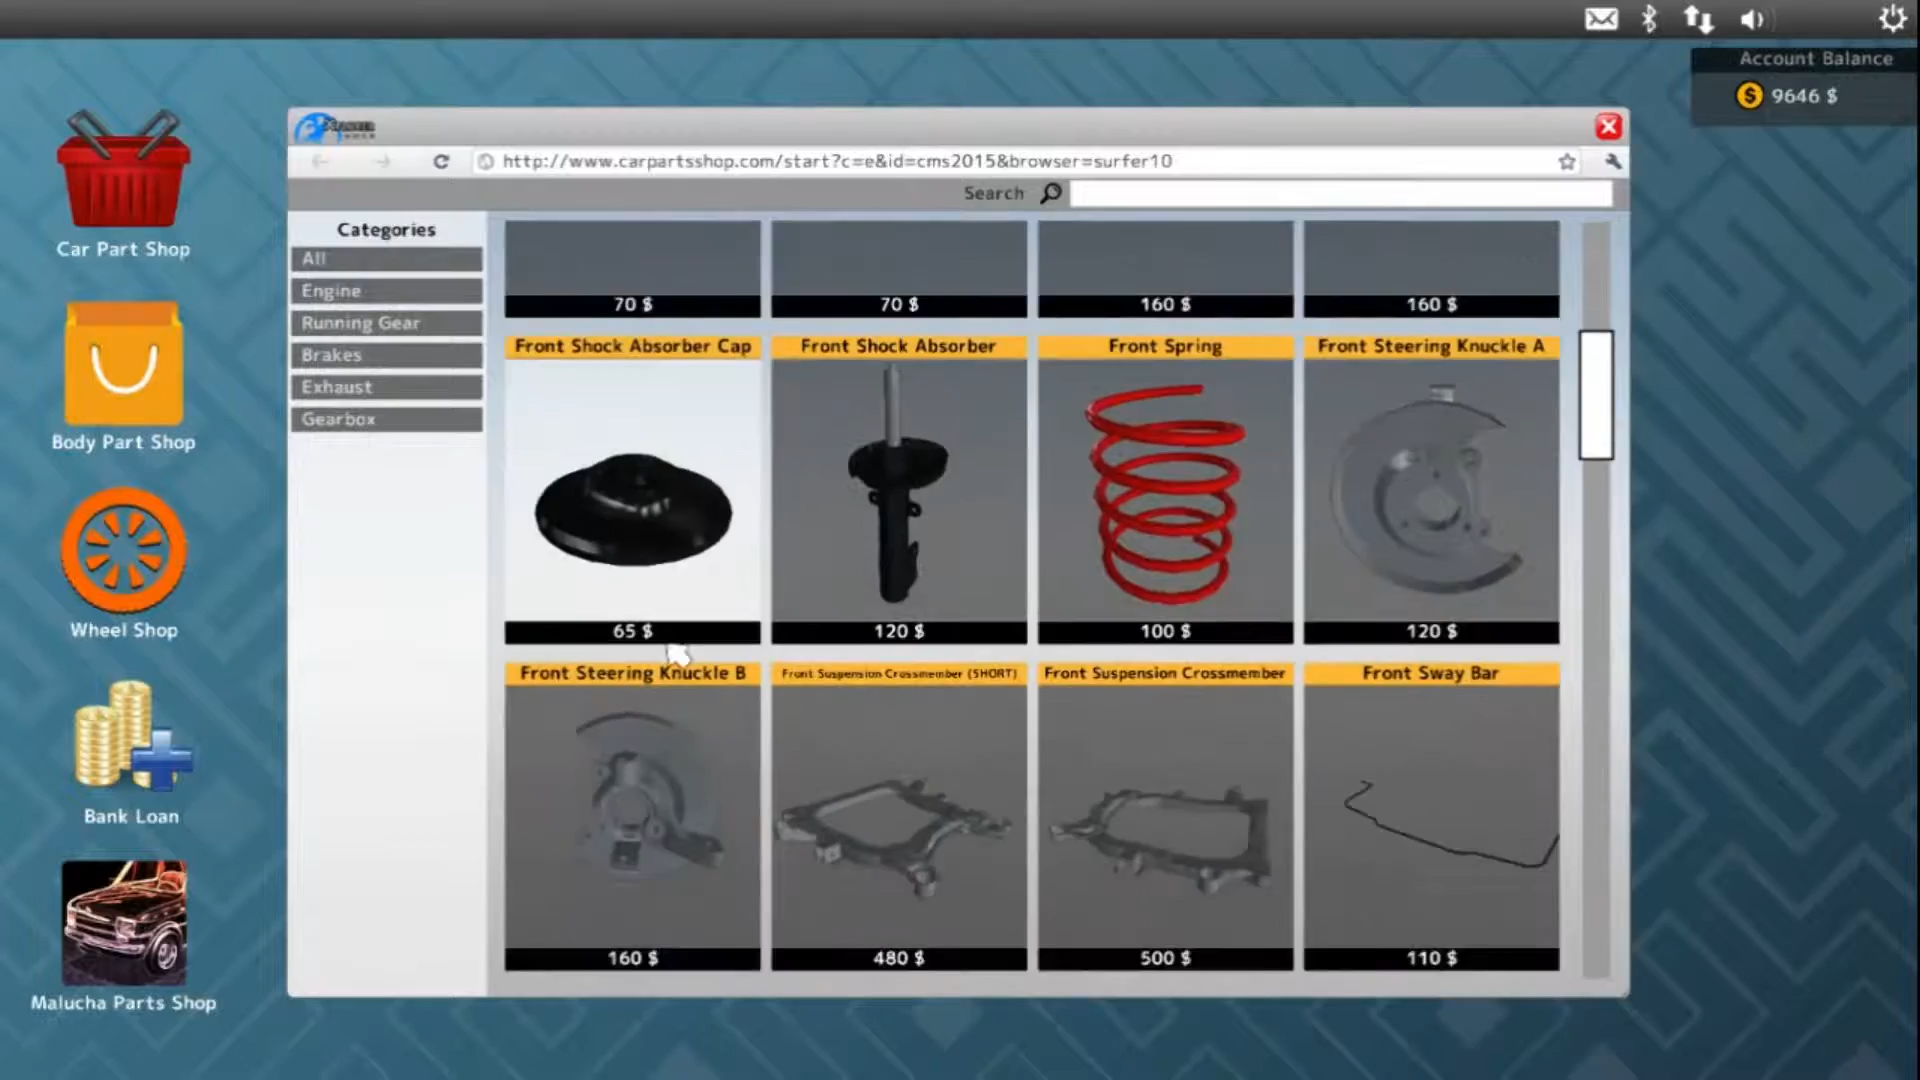 Account Balance
$ 9646 $
http://www.carpartsshop.com/start?c=e&id=cms2015&browser=surfer10
Search
Categories
All
Engine
Running Gear
Brakes
Exhaust
Gearbox
70 $ 70 $ 160 $ 160 $
Front Shock Absorber Cap Front Shock Absorber Front Spring Front Steering Knuckle A
65 $ 120 $ 100 $ 120 $
Front Steering Knuckle B Front Suspension Crossmember (SHORT) Front Suspension Crossmember Front Sway Bar
160 $ 480 $ 500 $ 110 $
Car Part Shop
Body Part Shop
Wheel Shop
Bank Loan
Malucha Parts Shop